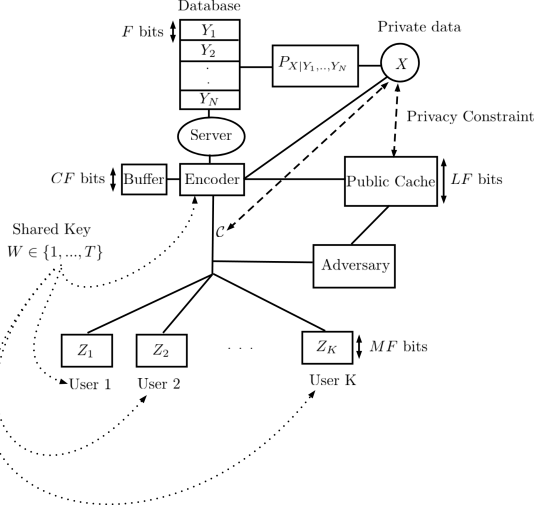 Database
F bits
Y_1
Y_2
.
.
Y_N
P_{X|Y_1,..,Y_N}
Private data
X
Server
Privacy Constraint
CF bits
Buffer
Encoder
Public Cache
LF bits
C
Shared Key
W ∈ {1, ..., T}
Adversary
Z_1
Z_2
. . .
Z_K
MF bits
User 1
User 2
User K